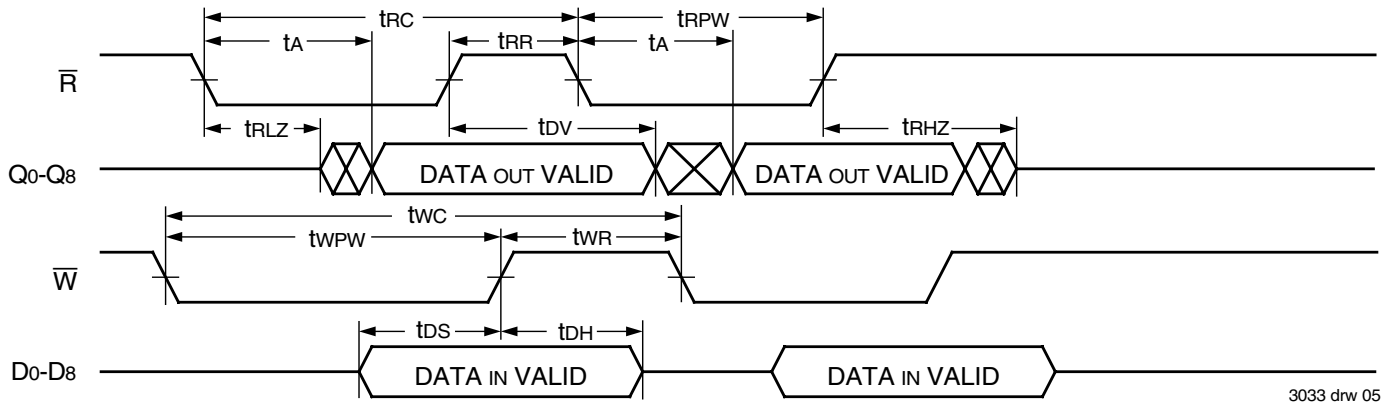 tRC tRPW
tA tRR tA
R̅
tRLZ tDV tRHZ
Q0-Q8 DATA OUT VALID DATA OUT VALID
tWC
tWPW tWR
W̅
tDS tDH
D0-D8 DATA IN VALID DATA IN VALID
3033 drw 05